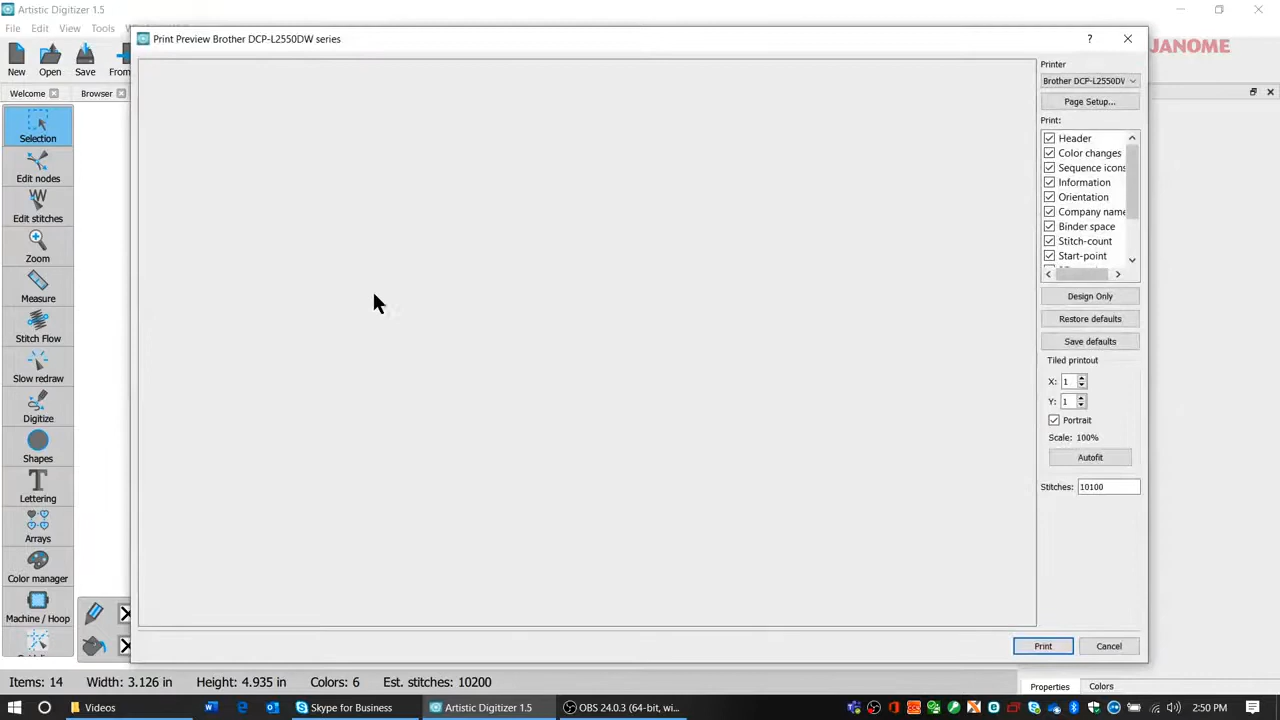 Artistic Digitizer 1.5
File Edit View Tools
Print Preview Brother DCP-L2550DW series
?
JANOME
New Open Save From
Welcome Browser
Selection
Edit nodes
Edit stitches
Zoom
Measure
Stitch Flow
Slow redraw
Digitize
Shapes
Lettering
Arrays
Color manager
Machine / Hoop
Printer
Brother DCP-L2550DW
Page Setup...
Print:
Header
Color changes
Sequence icons
Information
Orientation
Company name
Binder space
Stitch-count
Start-point
Design Only
Restore defaults
Save defaults
Tiled printout
X: 1
Y: 1
Portrait
Scale: 100%
Autofit
Stitches: 10100
Print Cancel
Items: 14 Width: 3.126 in Height: 4.935 in Colors: 6 Est. stitches: 10200
Properties Colors
Videos Skype for Business Artistic Digitizer 1.5 OBS 24.0.3 (64-bit, wi... 2:50 PM